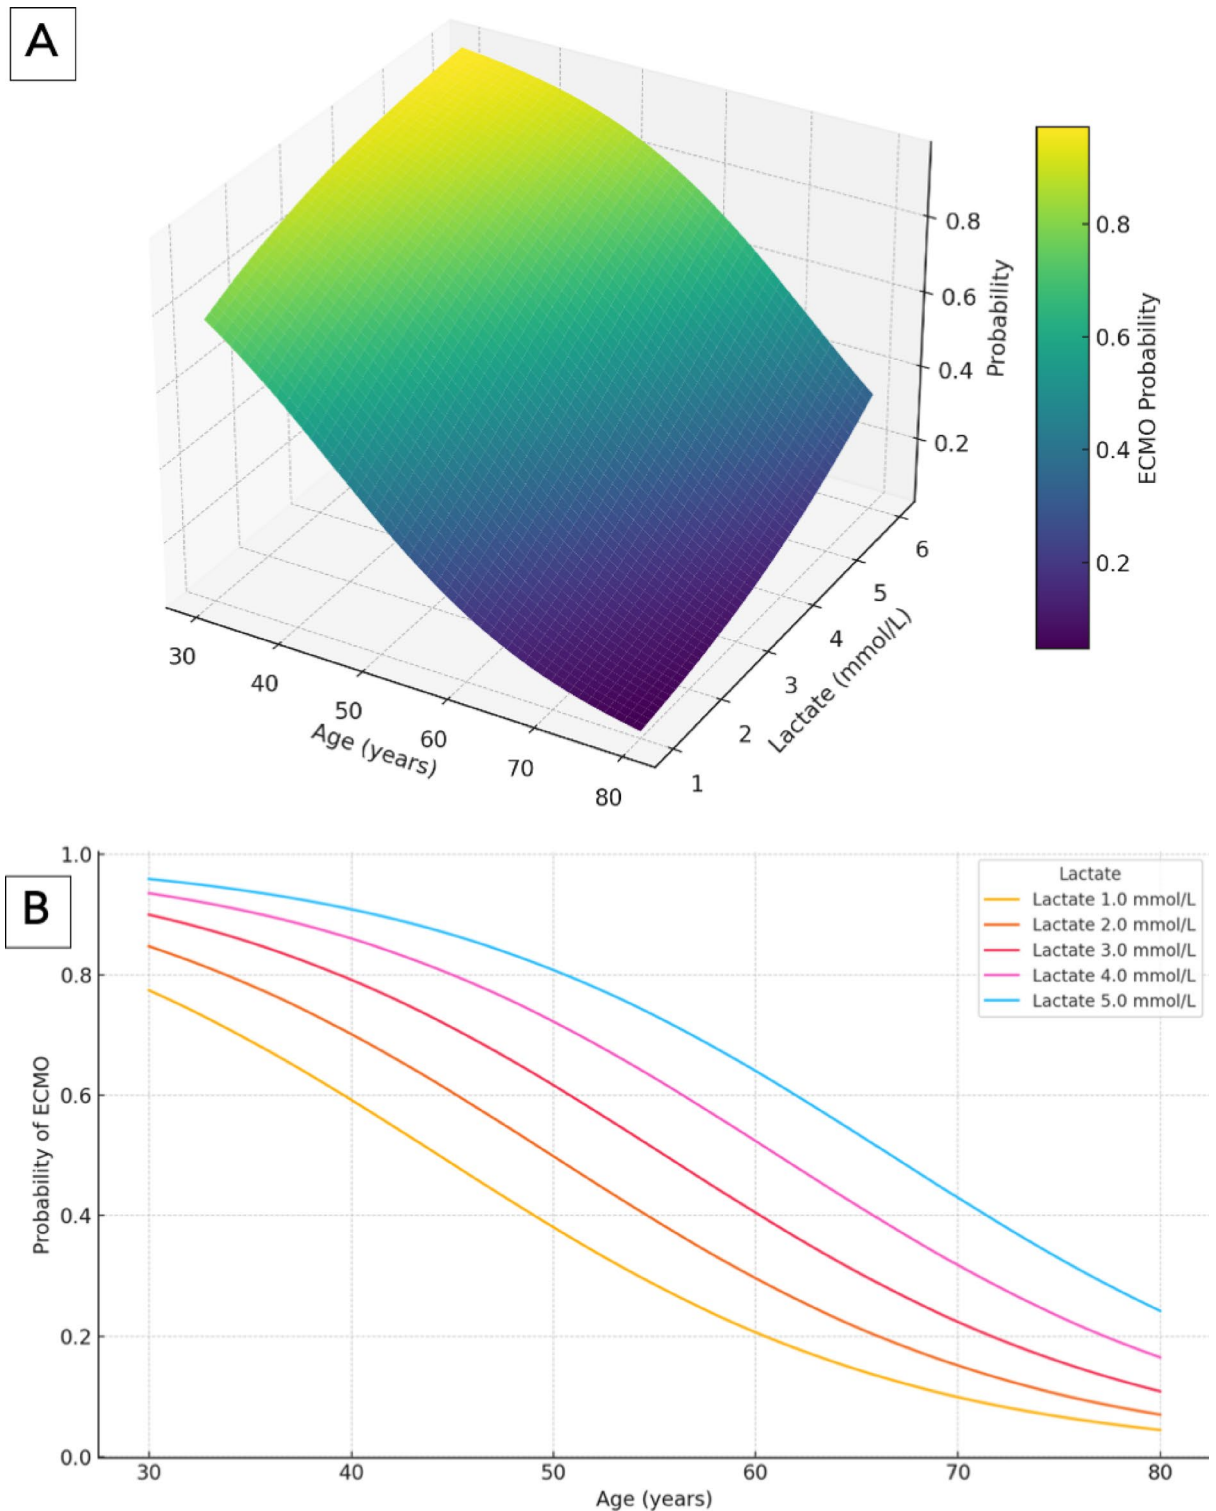 A
0.8
0.6
0.4
0.2
Probability
0.8
0.6
0.4
0.2
ECMO Probability
30
40
50
60
70
80
Age (years)
1
2
3
4
5
6
Lactate (mmol/L)
B
1.0
0.8
0.6
0.4
0.2
0.0
Probability of ECMO
Lactate
Lactate 1.0 mmol/L
Lactate 2.0 mmol/L
Lactate 3.0 mmol/L
Lactate 4.0 mmol/L
Lactate 5.0 mmol/L
30 40 50 60 70 80
Age (years)